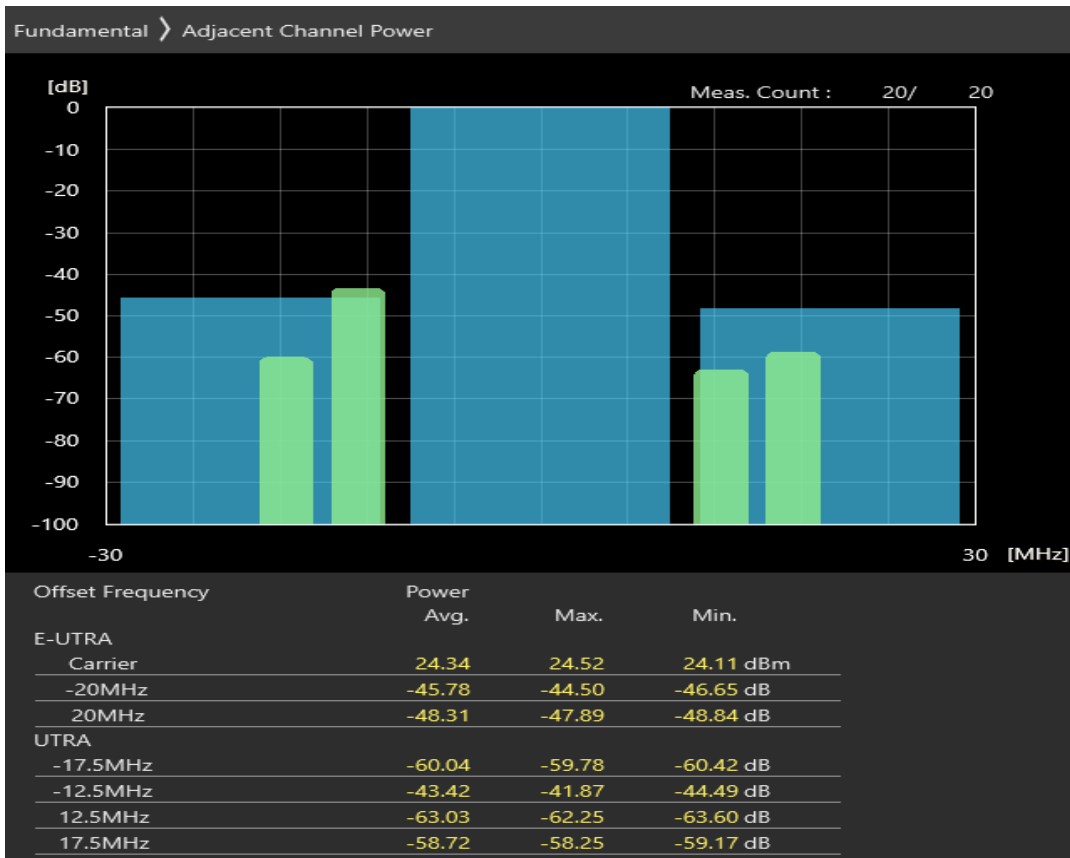 Fundamental 〉 Adjacent Channel Power
[dB]
Meas. Count : 20/ 20
0
-10
-20
-30
-40
-50
-60
-70
-80
-90
-100
-30 30 [MHz]
Offset Frequency Power
Avg. Max. Min.
E-UTRA
Carrier 24.34 24.52 24.11 dBm
-20MHz -45.78 -44.50 -46.65 dB
20MHz -48.31 -47.89 -48.84 dB
UTRA
-17.5MHz -60.04 -59.78 -60.42 dB
-12.5MHz -43.42 -41.87 -44.49 dB
12.5MHz -63.03 -62.25 -63.60 dB
17.5MHz -58.72 -58.25 -59.17 dB